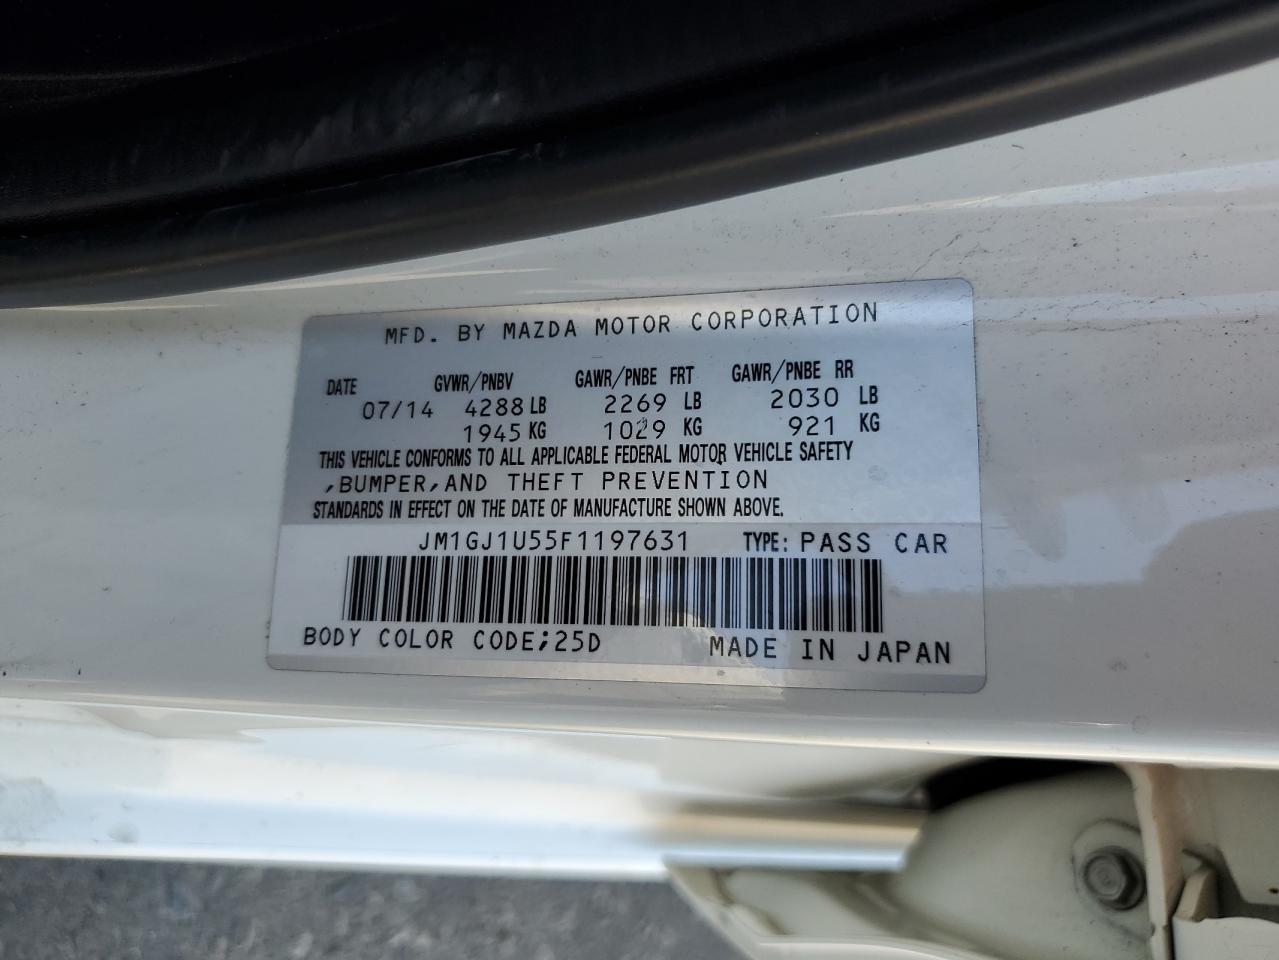 MFD. BY MAZDA MOTOR CORPORATION
DATE GVWR/PNBV GAWR/PNBE FRT GAWR/PNBE RR
07/14 4288 LB 2269 LB 2030 LB
1945 KG 1029 KG 921 KG
THIS VEHICLE CONFORMS TO ALL APPLICABLE FEDERAL MOTOR VEHICLE SAFETY
,BUMPER,AND THEFT PREVENTION
STANDARDS IN EFFECT ON THE DATE OF MANUFACTURE SHOWN ABOVE.
JM1GJ1U55F1197631 TYPE: PASS CAR
BODY COLOR CODE;25D MADE IN JAPAN